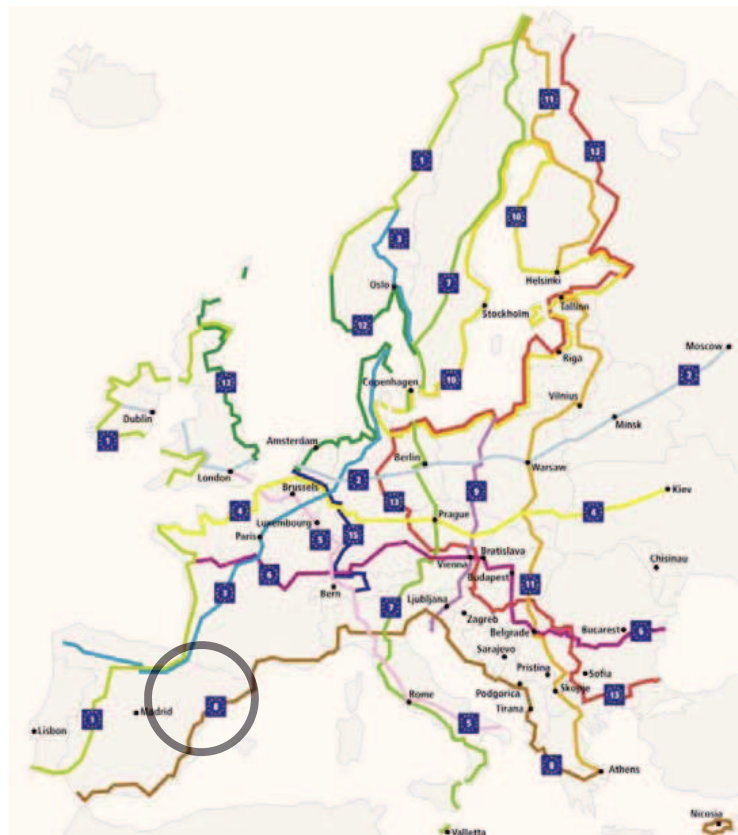 11
1
13
3
10
Helsinki
Oslo
7
Stockholm
Tallinn
12
Moscow
Riga
2
Copenhagen
10
12
Vilnius
Dublin
Minsk
1
Amsterdam
Berlin
Warsaw
London
2
9
Kiev
Brussels
13
4
4
Luxembourg
Prague
Paris
5
15
Vienna
Bratislava
Chisinau
6
Budapest
3
Bern
11
7
Ljubljana
Zagreb
Belgrade
Bucarest
6
Sarajevo
Pristina
Sofia
Podgorica
Skopje
13
Rome
Tirana
1
Madrid
8
5
Lisbon
8
Athens
Nicosia
Valletta